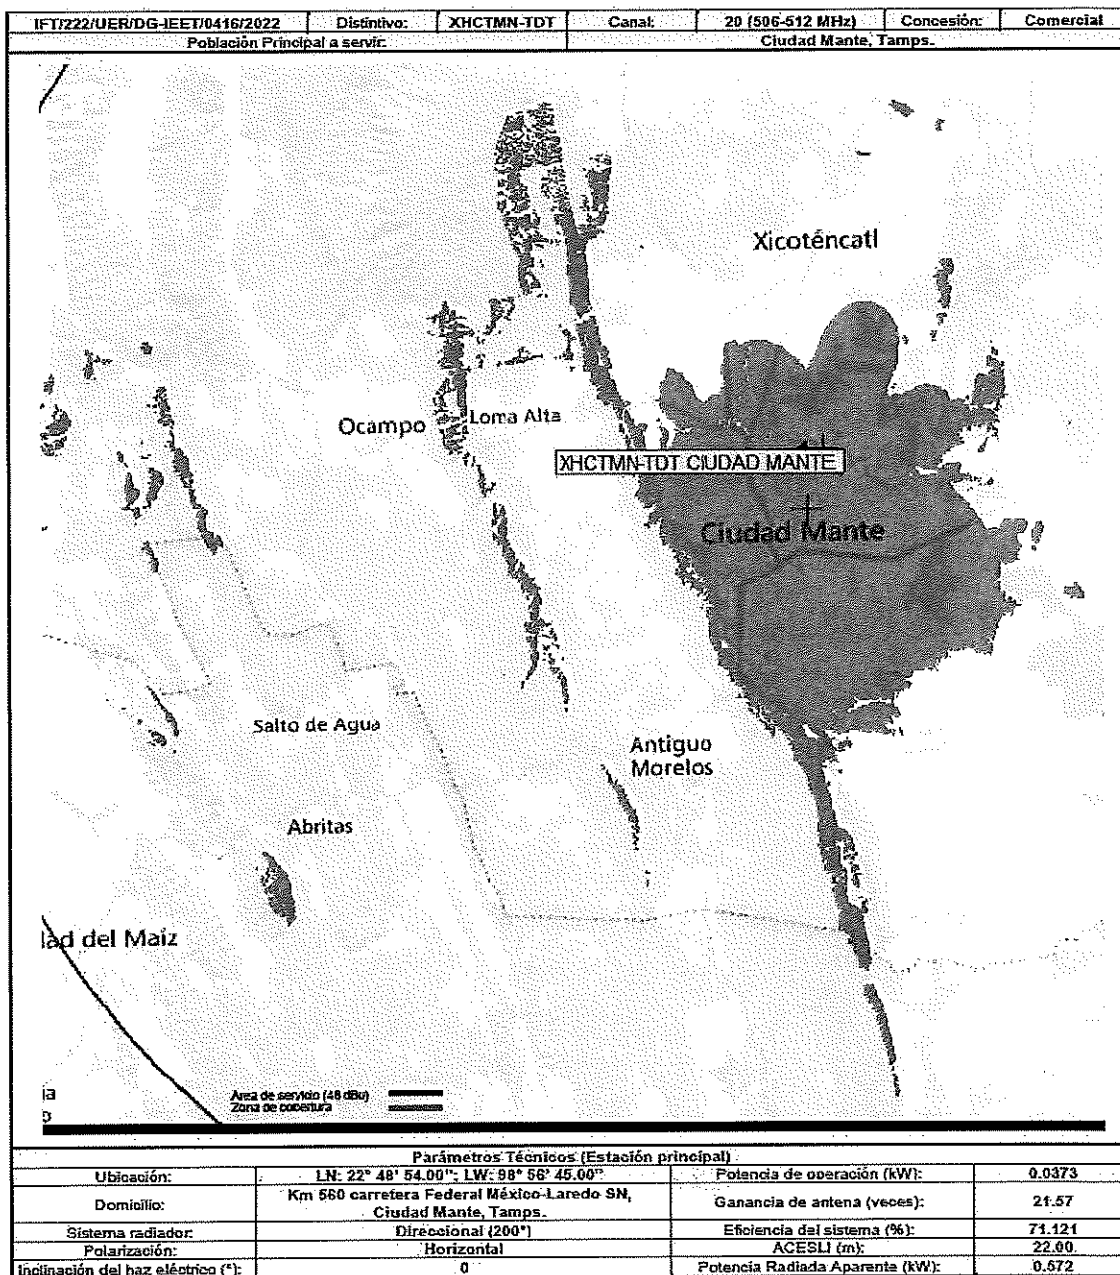 IFT/222/UER/DG-IEET/0416/2022 Distintivo: XHCTMN-TDT Canal: 20 (506-512 MHz) Concesión: Comercial
Población Principal a servir: Ciudad Mante, Tamps.
Xicoténcatl
Ocampo Loma Alta
XHCTMN-TDT CIUDAD MANTE
Ciudad Mante
Salto de Agua
Antiguo
Morelos
Abritas
dad del Maíz
Área de servicio (48 dBu)
Zona de cobertura
Parámetros Técnicos (Estación principal)
Ubicación: LN: 22° 48' 54.00"; LW: 98° 56' 45.00" Potencia de operación (kW): 0.0373
Domicilio: Km 560 carretera Federal México-Laredo SN, Ciudad Mante, Tamps. Ganancia de antena (veces): 21.57
Sistema radiador: Direccional (200°) Eficiencia del sistema (%): 71.121
Polarización: Horizontal ACESLI (m): 22.00
Inclinación del haz eléctrico (°): 0 Potencia Radiada Aparente (kW): 0.572